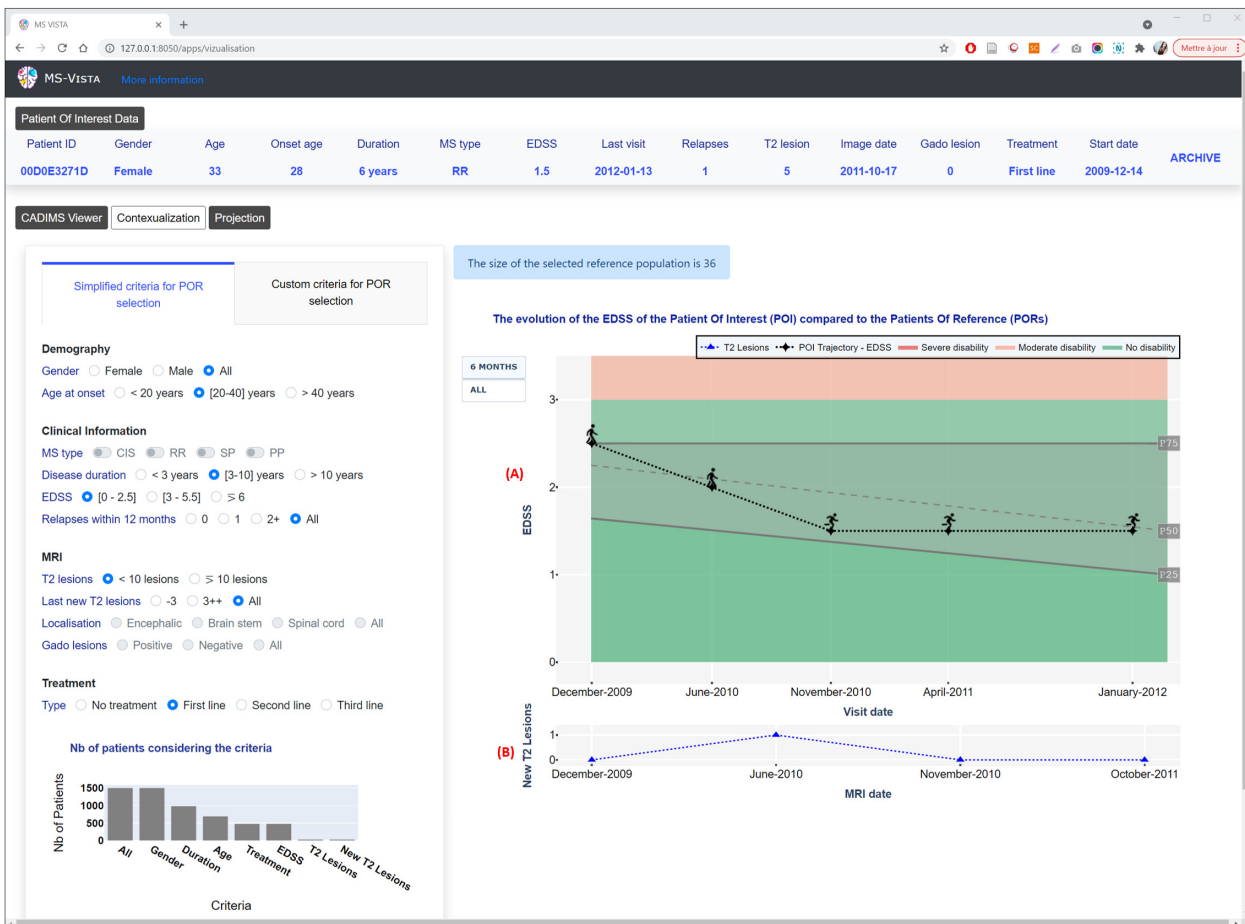 MS VISTA
127.0.0.1:8050/apps/vizualisation
Mettre à jour
MS-VISTA More information
Patient Of Interest Data
Patient ID Gender Age Onset age Duration MS type EDSS Last visit Relapses T2 lesion Image date Gado lesion Treatment Start date
00D0E3271D Female 33 28 6 years RR 1.5 2012-01-13 1 5 2011-10-17 0 First line 2009-12-14 ARCHIVE
CADIMS Viewer Contexualization Projection
Simplified criteria for POR selection
Custom criteria for POR selection
Demography
Gender Female Male All
Age at onset < 20 years [20-40] years > 40 years
Clinical Information
MS type CIS RR SP PP
Disease duration < 3 years [3-10] years > 10 years
EDSS [0 - 2.5] [3 - 5.5] ⋝ 6
Relapses within 12 months 0 1 2+ All
MRI
T2 lesions < 10 lesions ⋝ 10 lesions
Last new T2 lesions -3 3++ All
Localisation Encephalic Brain stem Spinal cord All
Gado lesions Positive Negative All
Treatment
Type No treatment First line Second line Third line
Nb of patients considering the criteria
Nb of Patients
1500
1000
500
0
All Gender Duration Age Treatment EDSS T2 Lesions New T2 Lesions
Criteria
The size of the selected reference population is 36
The evolution of the EDSS of the Patient Of Interest (POI) compared to the Patients Of Reference (PORs)
T2 Lesions POI Trajectory - EDSS Severe disability Moderate disability No disability
6 MONTHS
ALL
(A)
EDSS
3
2
1
0
P75
P50
P25
December-2009 June-2010 November-2010 April-2011 January-2012
Visit date
(B)
New T2 Lesions
1
0
December-2009 June-2010 November-2010 October-2011
MRI date